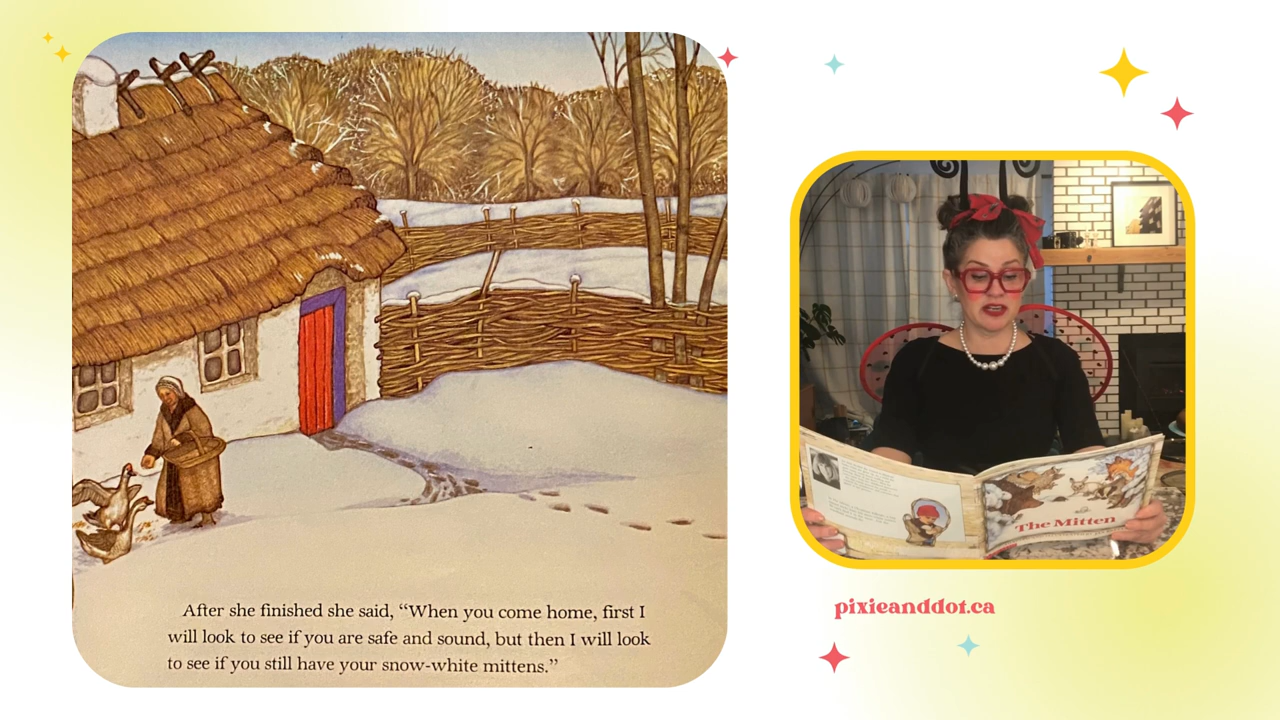 After she finished she said, “When you come home, first I
will look to see if you are safe and sound, but then I will look
to see if you still have your snow-white mittens.”
The Mitten
pixieanddot.ca